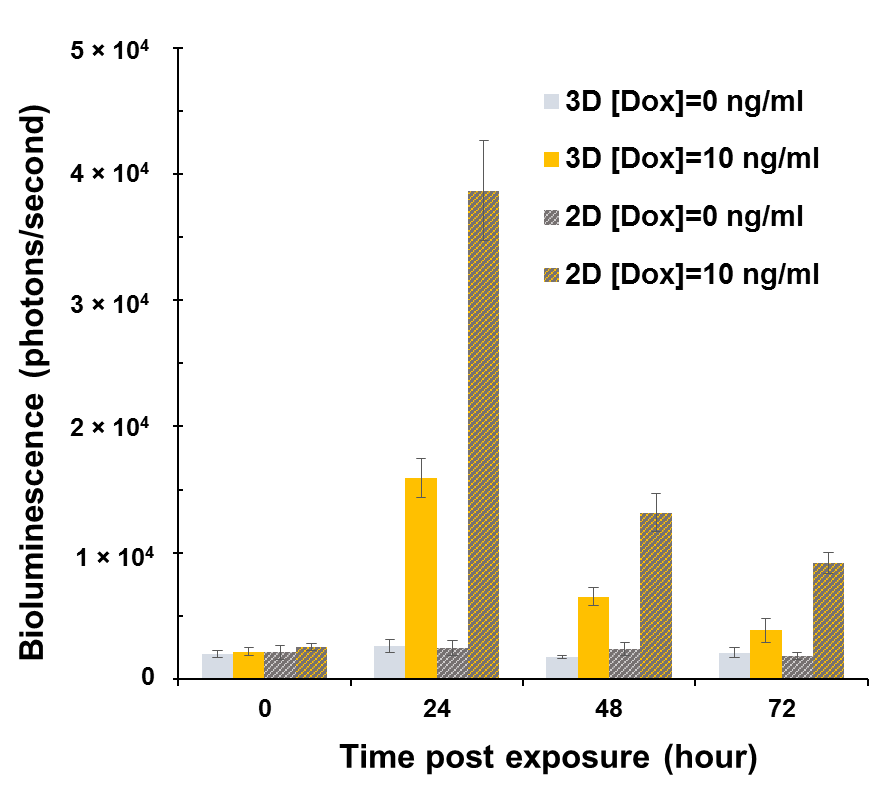 Bioluminescence (photons/second)
5 × 10⁴
4 × 10⁴
3 × 10⁴
2 × 10⁴
1 × 10⁴
0
3D [Dox]=0 ng/ml
3D [Dox]=10 ng/ml
2D [Dox]=0 ng/ml
2D [Dox]=10 ng/ml
0 24 48 72
Time post exposure (hour)